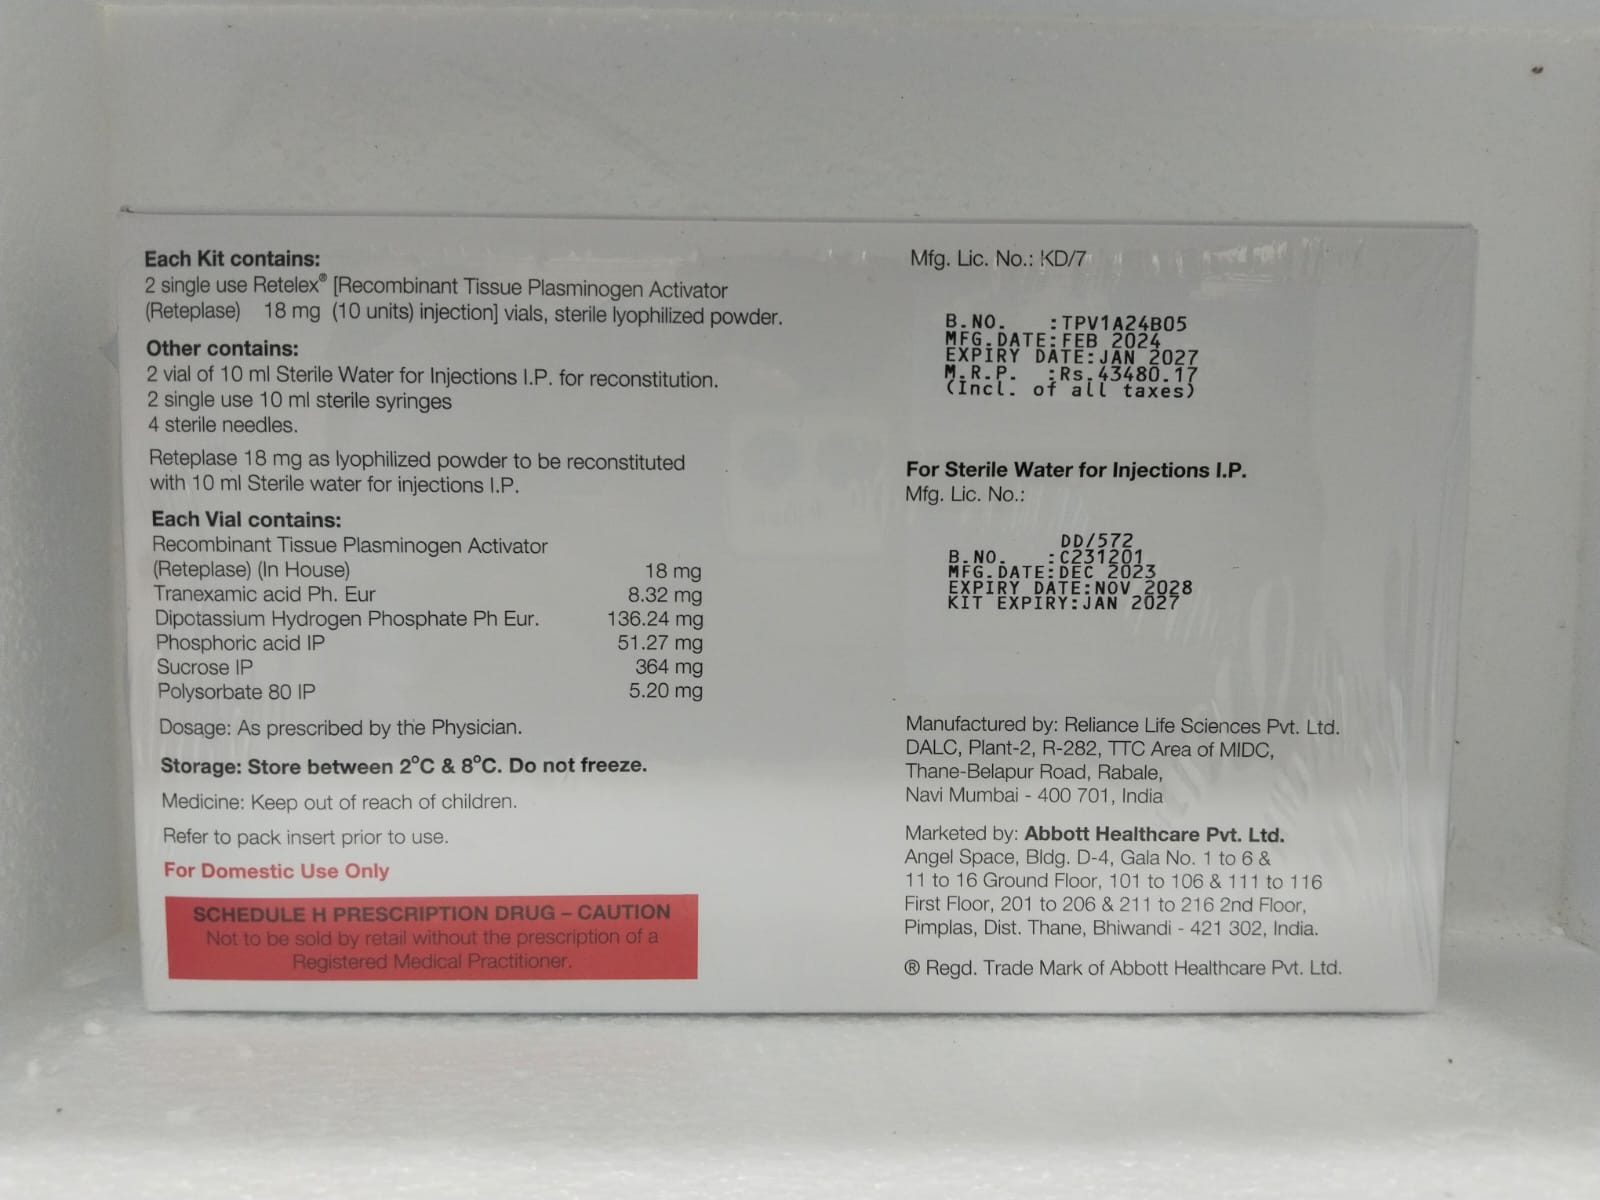 Each Kit contains:
2 single use Retelex® [Recombinant Tissue Plasminogen Activator
(Reteplase) 18 mg (10 units) injection] vials, sterile lyophilized powder.
Other contains:
2 vial of 10 ml Sterile Water for Injections I.P. for reconstitution.
2 single use 10 ml sterile syringes
4 sterile needles.
Reteplase 18 mg as lyophilized powder to be reconstituted
with 10 ml Sterile water for injections I.P.
Each Vial contains:
Recombinant Tissue Plasminogen Activator
(Reteplase) (In House) 18 mg
Tranexamic acid Ph. Eur 8.32 mg
Dipotassium Hydrogen Phosphate Ph Eur. 136.24 mg
Phosphoric acid IP 51.27 mg
Sucrose IP 364 mg
Polysorbate 80 IP 5.20 mg
Dosage: As prescribed by the Physician.
Storage: Store between 2°C & 8°C. Do not freeze.
Medicine: Keep out of reach of children.
Refer to pack insert prior to use.
For Domestic Use Only
SCHEDULE H PRESCRIPTION DRUG – CAUTION
Not to be sold by retail without the prescription of a
Registered Medical Practitioner.
Mfg. Lic. No.: KD/7
B.NO. :TPV1A24B05
MFG.DATE:FEB 2024
EXPIRY DATE:JAN 2027
M.R.P. :Rs.43480.17
(Incl. of all taxes)
For Sterile Water for Injections I.P.
Mfg. Lic. No.:
DD/572
B.NO. :C231201
MFG.DATE:DEC 2023
EXPIRY DATE:NOV 2028
KIT EXPIRY:JAN 2027
Manufactured by: Reliance Life Sciences Pvt. Ltd.
DALC, Plant-2, R-282, TTC Area of MIDC,
Thane-Belapur Road, Rabale,
Navi Mumbai - 400 701, India
Marketed by: Abbott Healthcare Pvt. Ltd.
Angel Space, Bldg. D-4, Gala No. 1 to 6 &
11 to 16 Ground Floor, 101 to 106 & 111 to 116
First Floor, 201 to 206 & 211 to 216 2nd Floor,
Pimplas, Dist. Thane, Bhiwandi - 421 302, India.
® Regd. Trade Mark of Abbott Healthcare Pvt. Ltd.